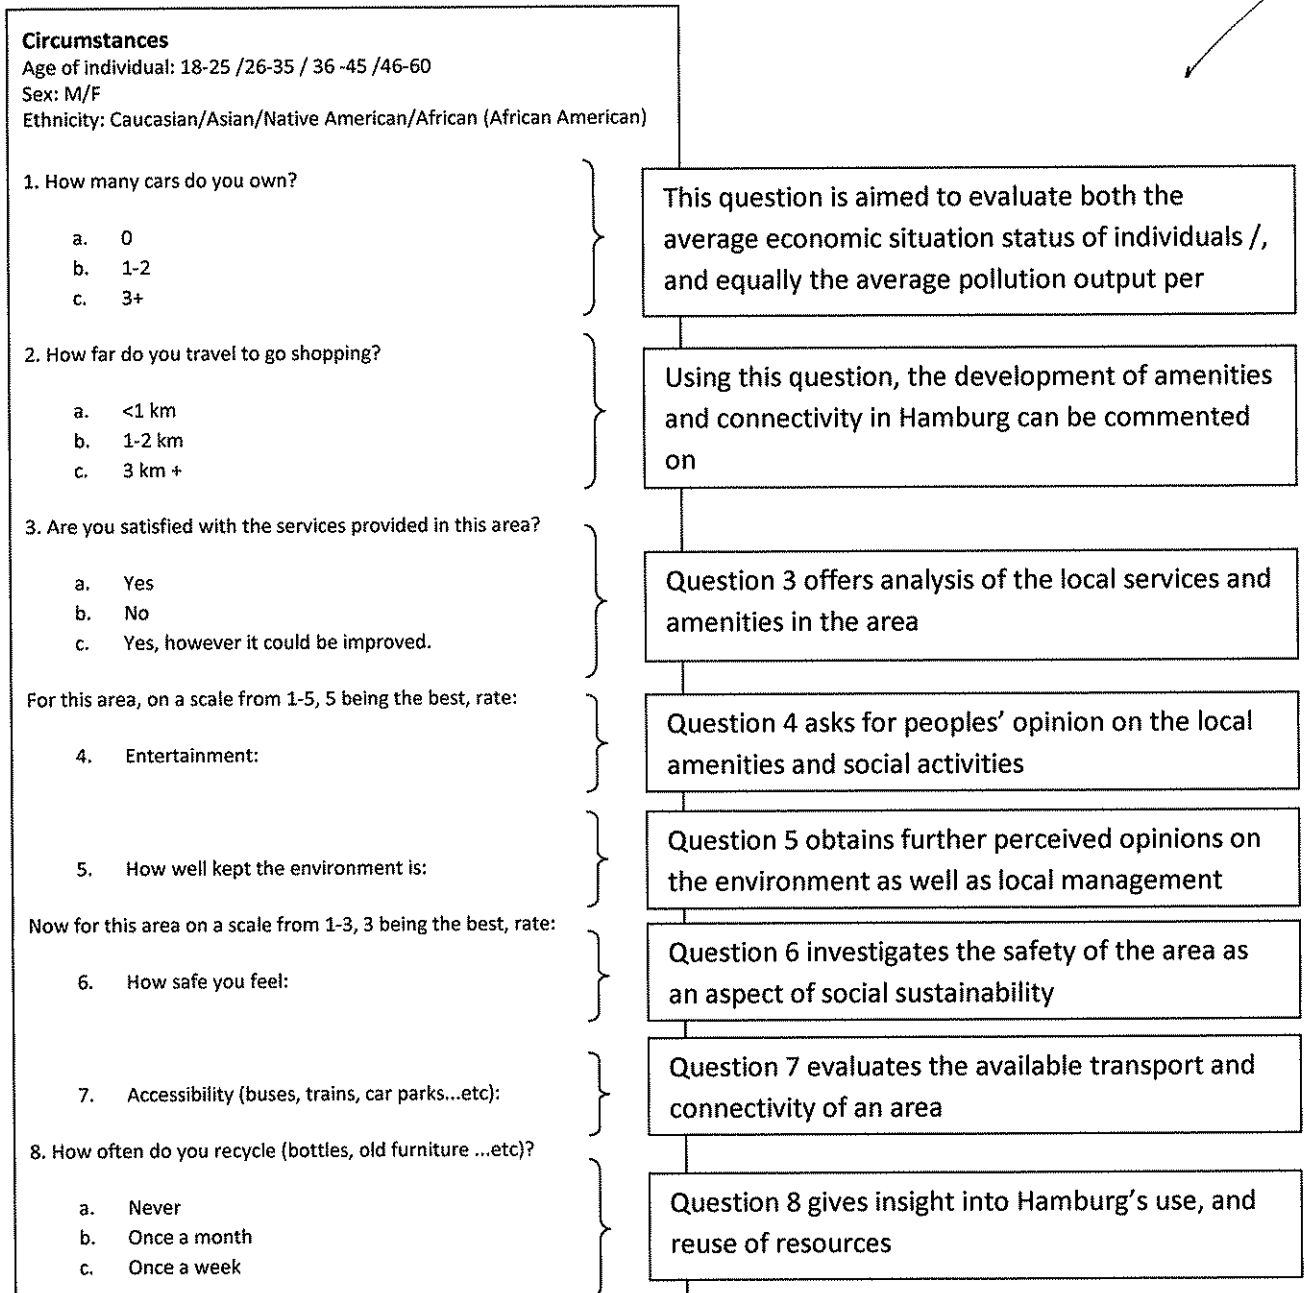 Circumstances
Age of individual: 18-25 /26-35 / 36 -45 /46-60
Sex: M/F
Ethnicity: Caucasian/Asian/Native American/African (African American)
1. How many cars do you own?
a. 0
b. 1-2
c. 3+
This question is aimed to evaluate both the
average economic situation status of individuals /,
and equally the average pollution output per
2. How far do you travel to go shopping?
a. <1 km
b. 1-2 km
c. 3 km +
Using this question, the development of amenities
and connectivity in Hamburg can be commented
on
3. Are you satisfied with the services provided in this area?
a. Yes
b. No
c. Yes, however it could be improved.
Question 3 offers analysis of the local services and
amenities in the area
For this area, on a scale from 1-5, 5 being the best, rate:
4. Entertainment:
Question 4 asks for peoples' opinion on the local
amenities and social activities
5. How well kept the environment is:
Question 5 obtains further perceived opinions on
the environment as well as local management
Now for this area on a scale from 1-3, 3 being the best, rate:
6. How safe you feel:
Question 6 investigates the safety of the area as
an aspect of social sustainability
7. Accessibility (buses, trains, car parks...etc):
Question 7 evaluates the available transport and
connectivity of an area
8. How often do you recycle (bottles, old furniture ...etc)?
a. Never
b. Once a month
c. Once a week
Question 8 gives insight into Hamburg's use, and
reuse of resources